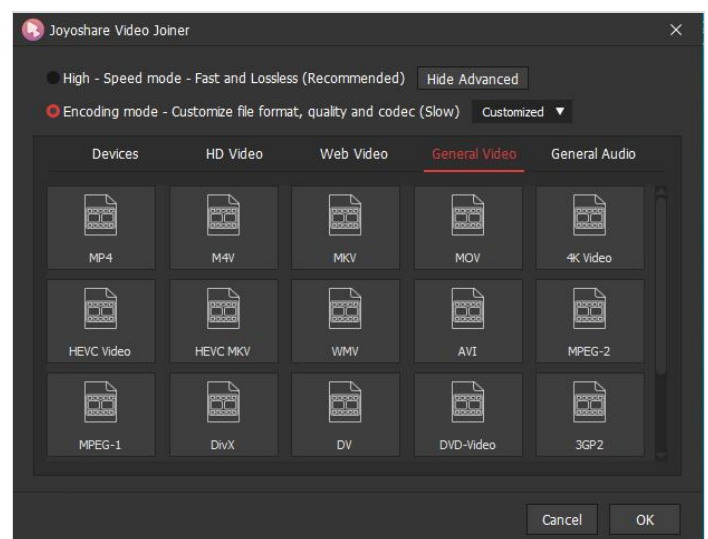 Joyoshare Video Joiner
High - Speed mode - Fast and Lossless (Recommended) Hide Advanced
Encoding mode - Customize file format, quality and codec (Slow) Customized
Devices HD Video Web Video General Video General Audio
MP4 M4V MKV MOV 4K Video
HEVC Video HEVC MKV WMV AVI MPEG-2
MPEG-1 DivX DV DVD-Video 3GP2
Cancel OK